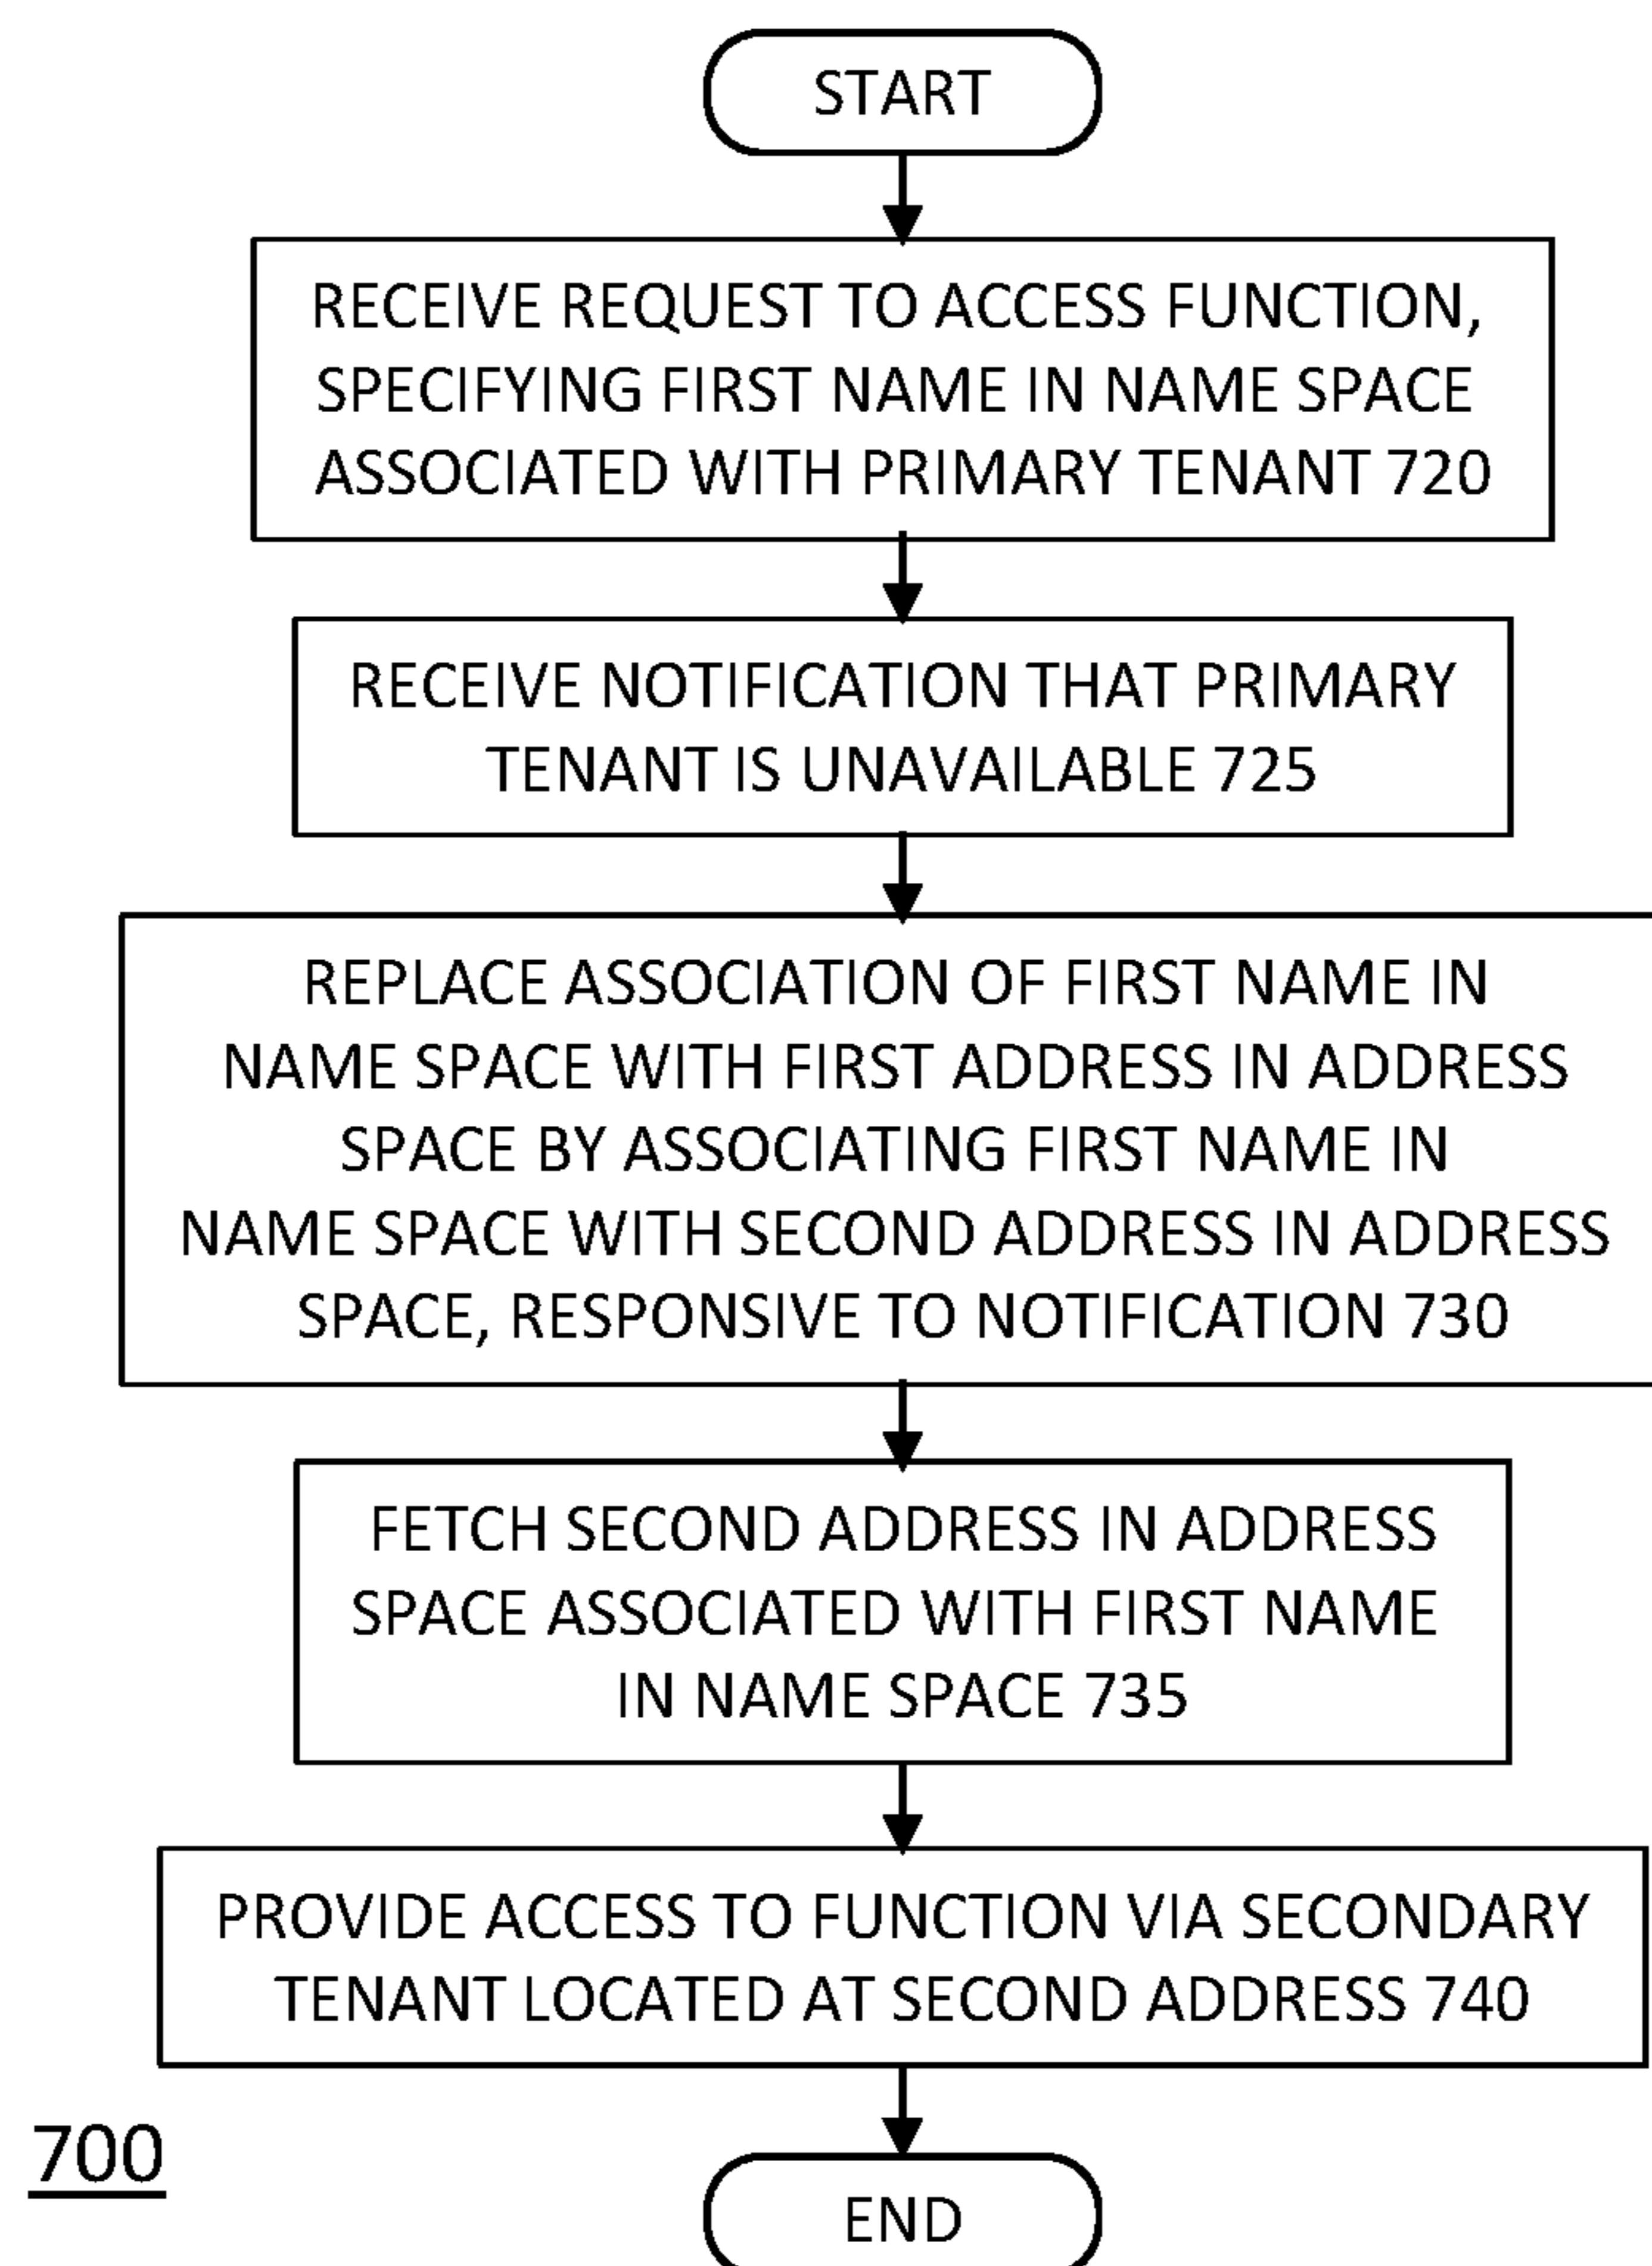 START
RECEIVE REQUEST TO ACCESS FUNCTION,
SPECIFYING FIRST NAME IN NAME SPACE
ASSOCIATED WITH PRIMARY TENANT 720
RECEIVE NOTIFICATION THAT PRIMARY
TENANT IS UNAVAILABLE 725
REPLACE ASSOCIATION OF FIRST NAME IN
NAME SPACE WITH FIRST ADDRESS IN ADDRESS
SPACE BY ASSOCIATING FIRST NAME IN
NAME SPACE WITH SECOND ADDRESS IN ADDRESS
SPACE, RESPONSIVE TO NOTIFICATION 730
FETCH SECOND ADDRESS IN ADDRESS
SPACE ASSOCIATED WITH FIRST NAME
IN NAME SPACE 735
PROVIDE ACCESS TO FUNCTION VIA SECONDARY
TENANT LOCATED AT SECOND ADDRESS 740
700
END